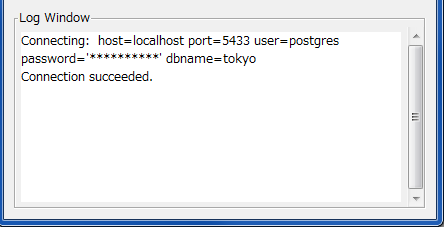 Log Window
Connecting:  host=localhost port=5433 user=postgres
password='**********' dbname=tokyo
Connection succeeded.